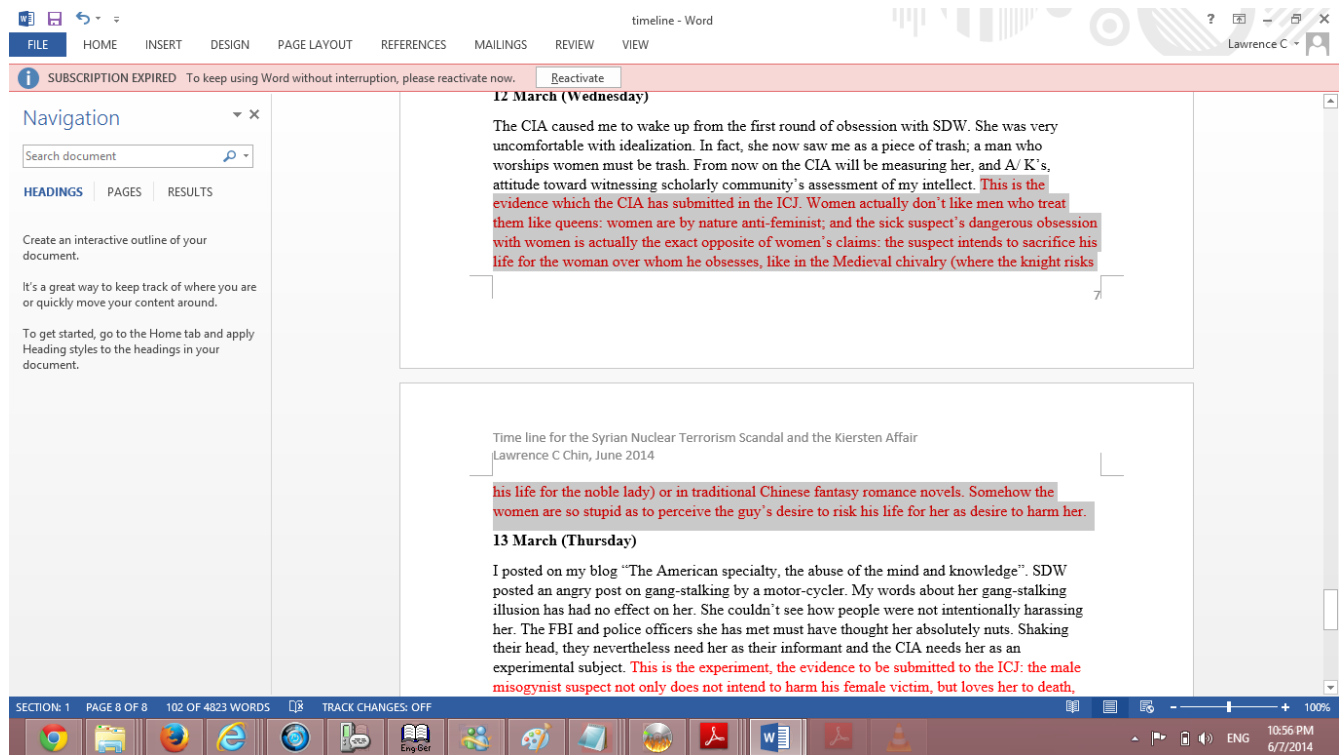 timeline - Word
FILE HOME INSERT DESIGN PAGE LAYOUT REFERENCES MAILINGS REVIEW VIEW
Lawrence C
SUBSCRIPTION EXPIRED To keep using Word without interruption, please reactivate now. Reactivate
Navigation
Search document
HEADINGS PAGES RESULTS
Create an interactive outline of your
document.
It's a great way to keep track of where you are
or quickly move your content around.
To get started, go to the Home tab and apply
Heading styles to the headings in your
document.
12 March (Wednesday)
The CIA caused me to wake up from the first round of obsession with SDW. She was very
uncomfortable with idealization. In fact, she now saw me as a piece of trash; a man who
worships women must be trash. From now on the CIA will be measuring her, and A/ K’s,
attitude toward witnessing scholarly community’s assessment of my intellect. This is the
evidence which the CIA has submitted in the ICJ. Women actually don’t like men who treat
them like queens: women are by nature anti-feminist; and the sick suspect’s dangerous obsession
with women is actually the exact opposite of women’s claims: the suspect intends to sacrifice his
life for the woman over whom he obsesses, like in the Medieval chivalry (where the knight risks
7
Time line for the Syrian Nuclear Terrorism Scandal and the Kiersten Affair
Lawrence C Chin, June 2014
his life for the noble lady) or in traditional Chinese fantasy romance novels. Somehow the
women are so stupid as to perceive the guy’s desire to risk his life for her as desire to harm her.
13 March (Thursday)
I posted on my blog “The American specialty, the abuse of the mind and knowledge”. SDW
posted an angry post on gang-stalking by a motor-cycler. My words about her gang-stalking
illusion has had no effect on her. She couldn’t see how people were not intentionally harassing
her. The FBI and police officers she has met must have thought her absolutely nuts. Shaking
their head, they nevertheless need her as their informant and the CIA needs her as an
experimental subject. This is the experiment, the evidence to be submitted to the ICJ: the male
misogynist suspect not only does not intend to harm his female victim, but loves her to death,
SECTION: 1 PAGE 8 OF 8 102 OF 4823 WORDS TRACK CHANGES: OFF 100%
Eng Ger
ENG
10:56 PM
6/7/2014